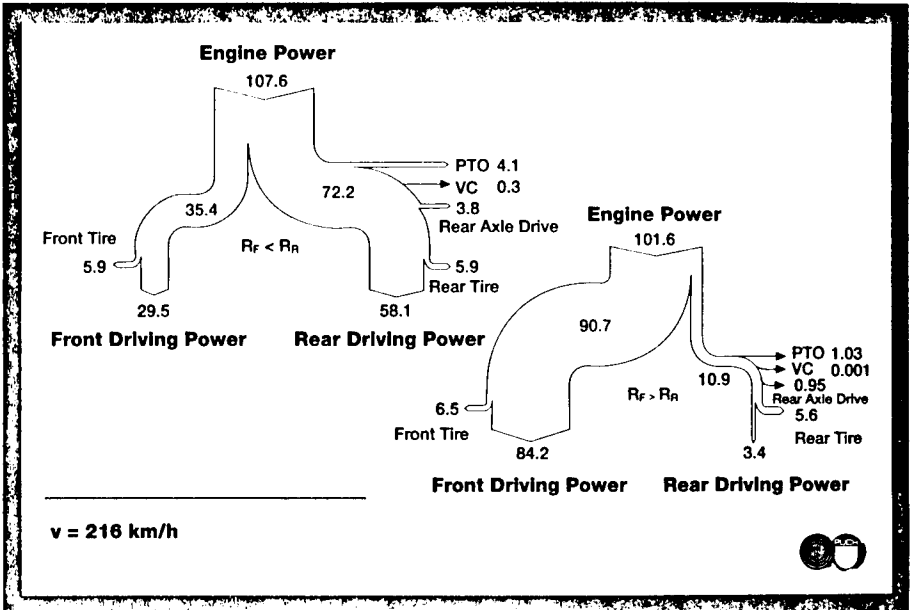 Engine Power
107.6
PTO 4.1
VC 0.3
72.2
3.8
35.4
Rear Axle Drive
Front Tire
R_F < R_R
5.9
5.9
Rear Tire
29.5
58.1
Front Driving Power
Rear Driving Power
Engine Power
101.6
90.7
PTO 1.03
VC 0.001
10.9
0.95
R_F > R_R
Rear Axle Drive
6.5
5.6
Front Tire
Rear Tire
84.2
3.4
Front Driving Power
Rear Driving Power
v = 216 km/h
PUCH